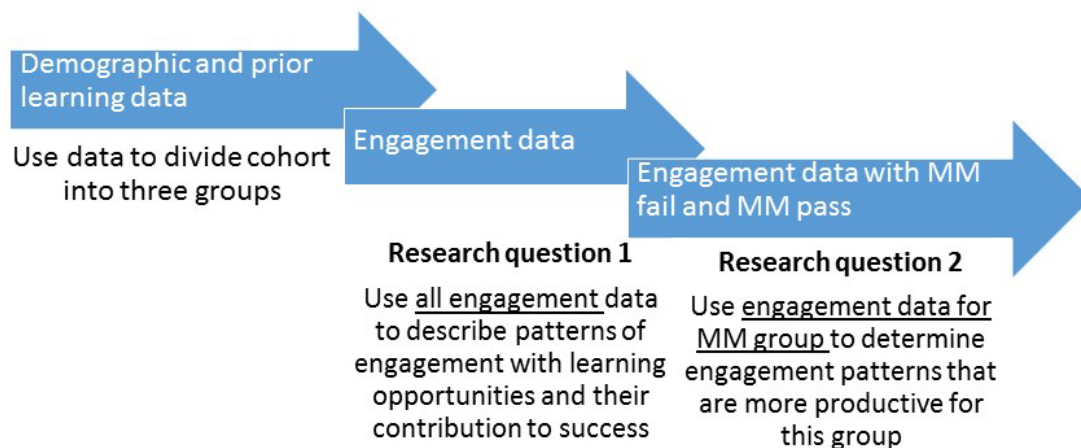 Demographic and prior
learning data
Use data to divide cohort
into three groups
Engagement data
Research question 1
Use all engagement data
to describe patterns of
engagement with learning
opportunities and their
contribution to success
Engagement data with MM
fail and MM pass
Research question 2
Use engagement data for
MM group to determine
engagement patterns that
are more productive for
this group